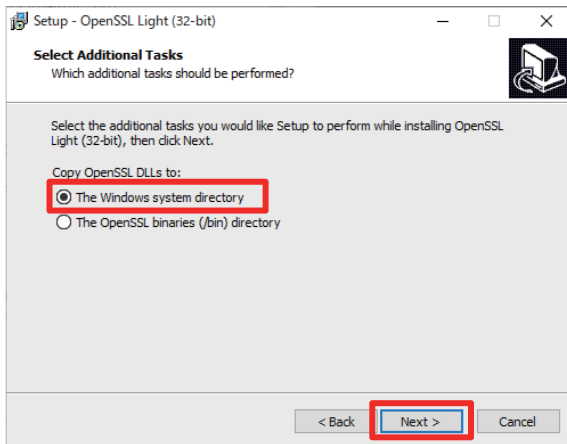 Setup - OpenSSL Light (32-bit)
Select Additional Tasks
Which additional tasks should be performed?
Select the additional tasks you would like Setup to perform while installing OpenSSL
Light (32-bit), then click Next.
Copy OpenSSL DLLs to:
The Windows system directory
The OpenSSL binaries (/bin) directory
< Back Next > Cancel